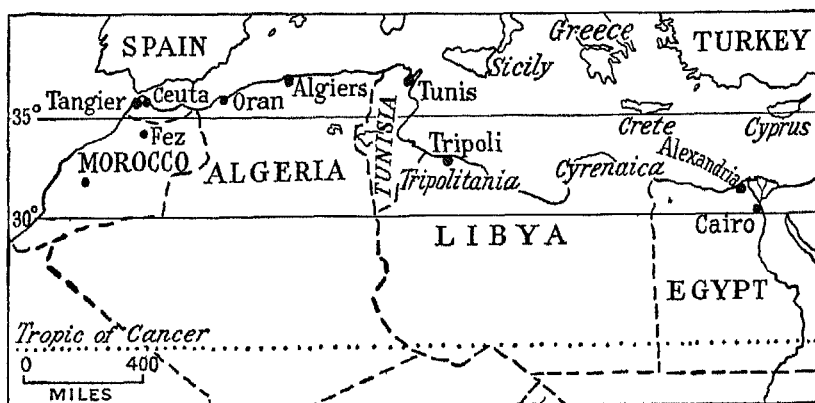 SPAIN
Greece
TURKEY
Sicily
Tangier
Ceuta
Oran
Algiers
Tunis
35°
Fez
Crete
Cyprus
MOROCCO
ALGERIA
TUNISIA
Tripoli
Tripolitania
Cyrenaica
Alexandria
30°
LIBYA
Cairo
EGYPT
Tropic of Cancer
0 400
MILES